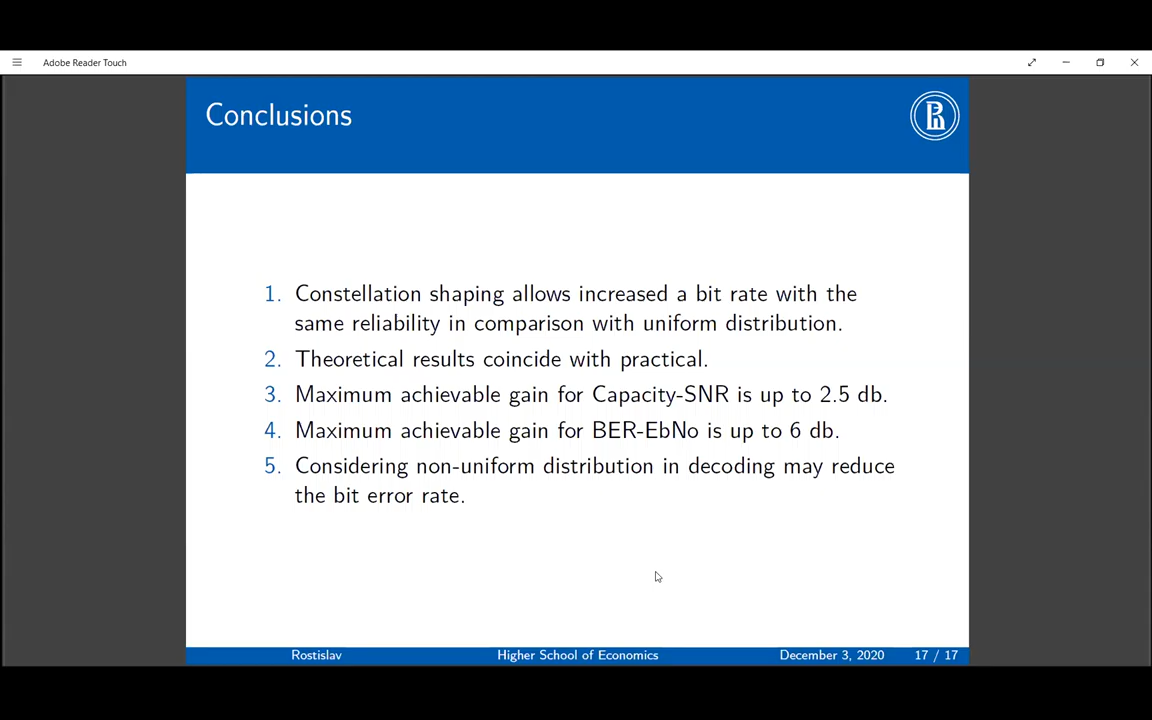 Adobe Reader Touch
Conclusions
1. Constellation shaping allows increased a bit rate with the
same reliability in comparison with uniform distribution.
2. Theoretical results coincide with practical.
3. Maximum achievable gain for Capacity-SNR is up to 2.5 db.
4. Maximum achievable gain for BER-EbNo is up to 6 db.
5. Considering non-uniform distribution in decoding may reduce
the bit error rate.
Rostislav Higher School of Economics December 3, 2020 17 / 17